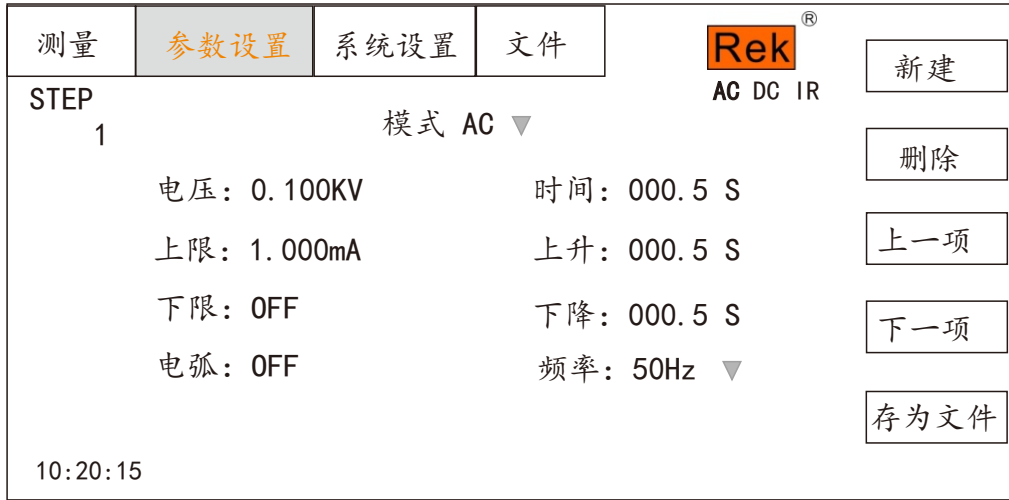 测量 参数设置 系统设置 文件
Rek®
AC DC IR
新建
STEP
1
模式 AC ▼
删除
电压：0.100KV 时间：000.5 S
上一项
上限：1.000mA 上升：000.5 S
下限：OFF 下降：000.5 S
下一项
电弧：OFF 频率：50Hz ▼
存为文件
10:20:15